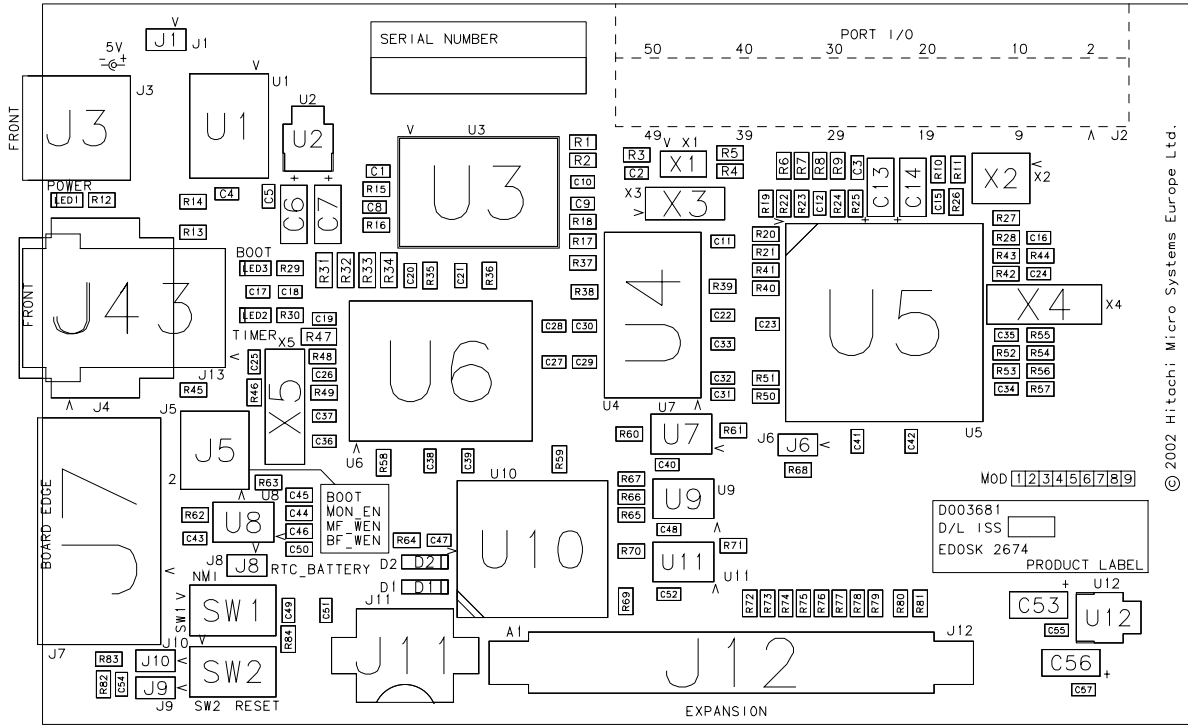 J1 J1
SERIAL NUMBER
PORT I/O
50 40 30 20 10 2
5V
- +
J3 J3
FRONT
U1 U1
U2 U2
U3 U3
R1
R2
C10
C9
R18
R17
R37
R38
49 39 29 19 9 J2
R3
C2
X1 X1
R5
R4
X3 X3
R6 R7 R8 R9 C3 C13 C14 R10 R11
X2 X2
R19 R22 R23 C12 R24 R25 C15 R26
POWER
LED1 R12
R14
C4
C5
C1
R15
C8
R16
C6 C7
R13
FRONT
J43
BOOT
LED3 R29
C17 C18
LED2 R30
TIMER
R31 R32 R33 R34 C20 R35 C21 R36
C19
R47
X5 X5
R48
C26
R49
C37
C36
C25
R46
J13
R45
J4
U6 U6
C28 C30
C27 C29
U4 U4
C11
R39
C22
C33
C32
C31
R20
R21
R41
R40
C23
R51
R50
U5 U5
R27
R28 C16
R43 R44
R42 C24
X4 X4
C35 R55
R52 R54
R53 R56
C34 R57
© 2002 Hitachi Micro Systems Europe Ltd.
J5 J5
2
BOARD EDGE
J7 J7
R58 C38 C39 R59
R60
U7 U7
R61
C40
J6 J6
R68
C41 C42
R63
U8 U8
R62
C43
C45
C44
C46
C50
BOOT
MON_EN
MF_WEN
BF_WEN
R64 C47
U10 U10
R67
R66
R65
U9 U9
C48
R70
U11 U11
R71
C52
R69
MOD 1 2 3 4 5 6 7 8 9
D003681
D/L ISS
EDOSK 2674
PRODUCT LABEL
J8 J8
RTC_BATTERY
D2 D2
D1 D1
NMI
SW1 SW1
C49
R84
C51
J11 J11
R72 R73 R74 R75 R76 R77 R78 R79 R80 R81
C53
U12 U12
+
C55
C56
+
C57
J10 J10
R83
R82 C54
J9 J9
SW2
SW2 RESET
A1 J12 J12
EXPANSION